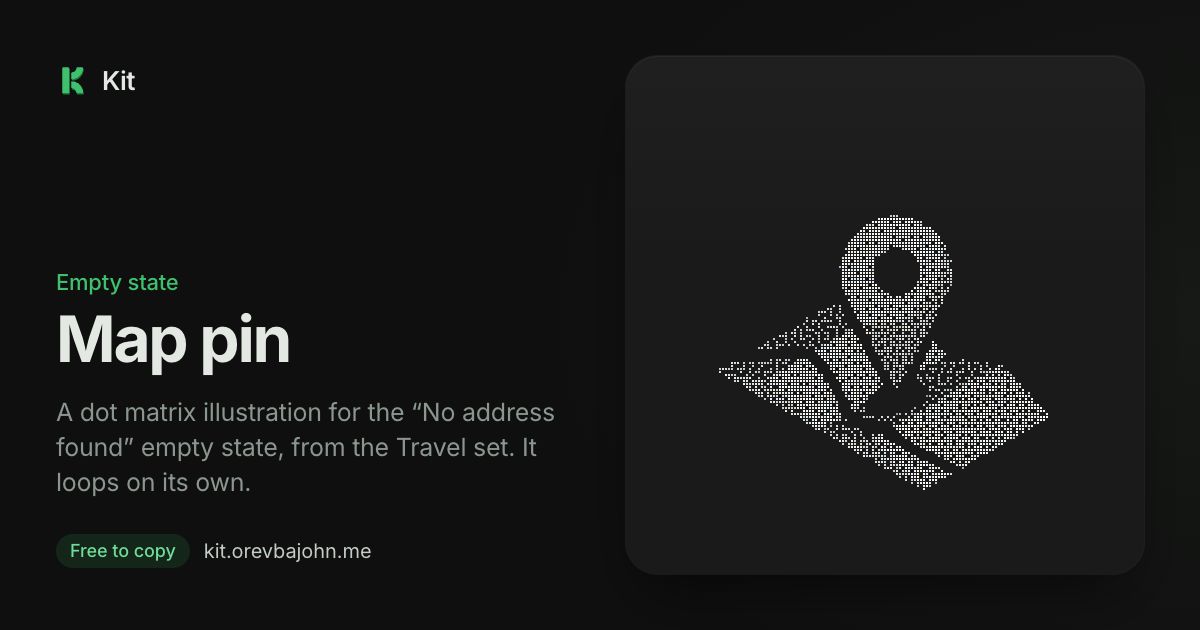 Kit
Empty state
Map pin
A dot matrix illustration for the “No address
found” empty state, from the Travel set. It
loops on its own.
Free to copy
kit.orevbajohn.me